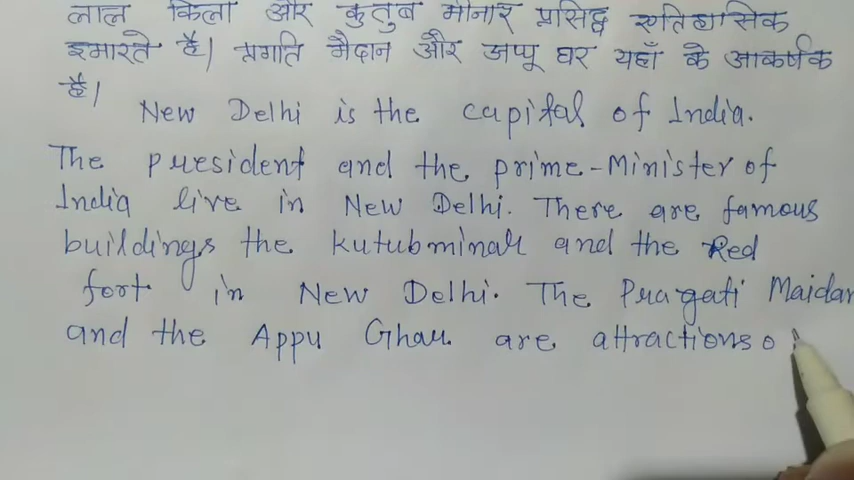 लाल किला और कुतुब मीनार प्रसिद्ध एतिहासिक
इमारते है। प्रगति मैदान और अप्पू घर यहाँ के आकर्षक
है।
New Delhi is the capital of India.
The president and the prime-Minister of
India live in New Delhi. There are famous
buildings the Kutubminar and the Red
fort in New Delhi. The Pragati Maidan
and the Appu Ghar are attractions o